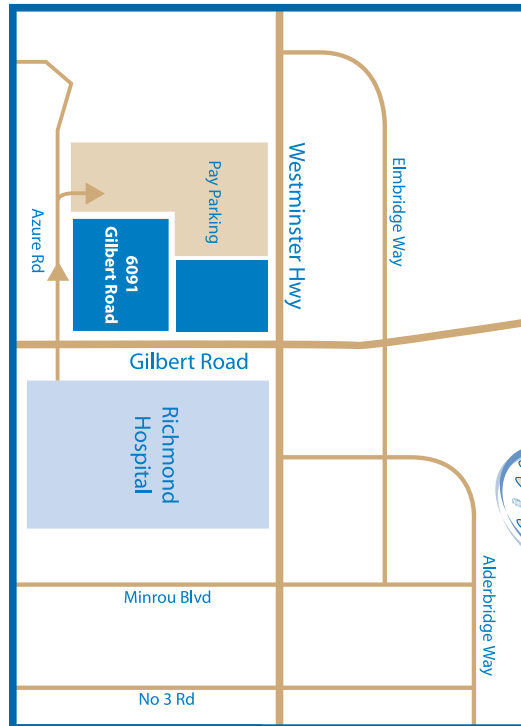 Westminster Hwy
Elmbridge Way
Pay Parking
Azure Rd
6091
Gilbert Road
Gilbert Road
Richmond
Hospital
Minrou Blvd
Alderbridge Way
No 3 Rd